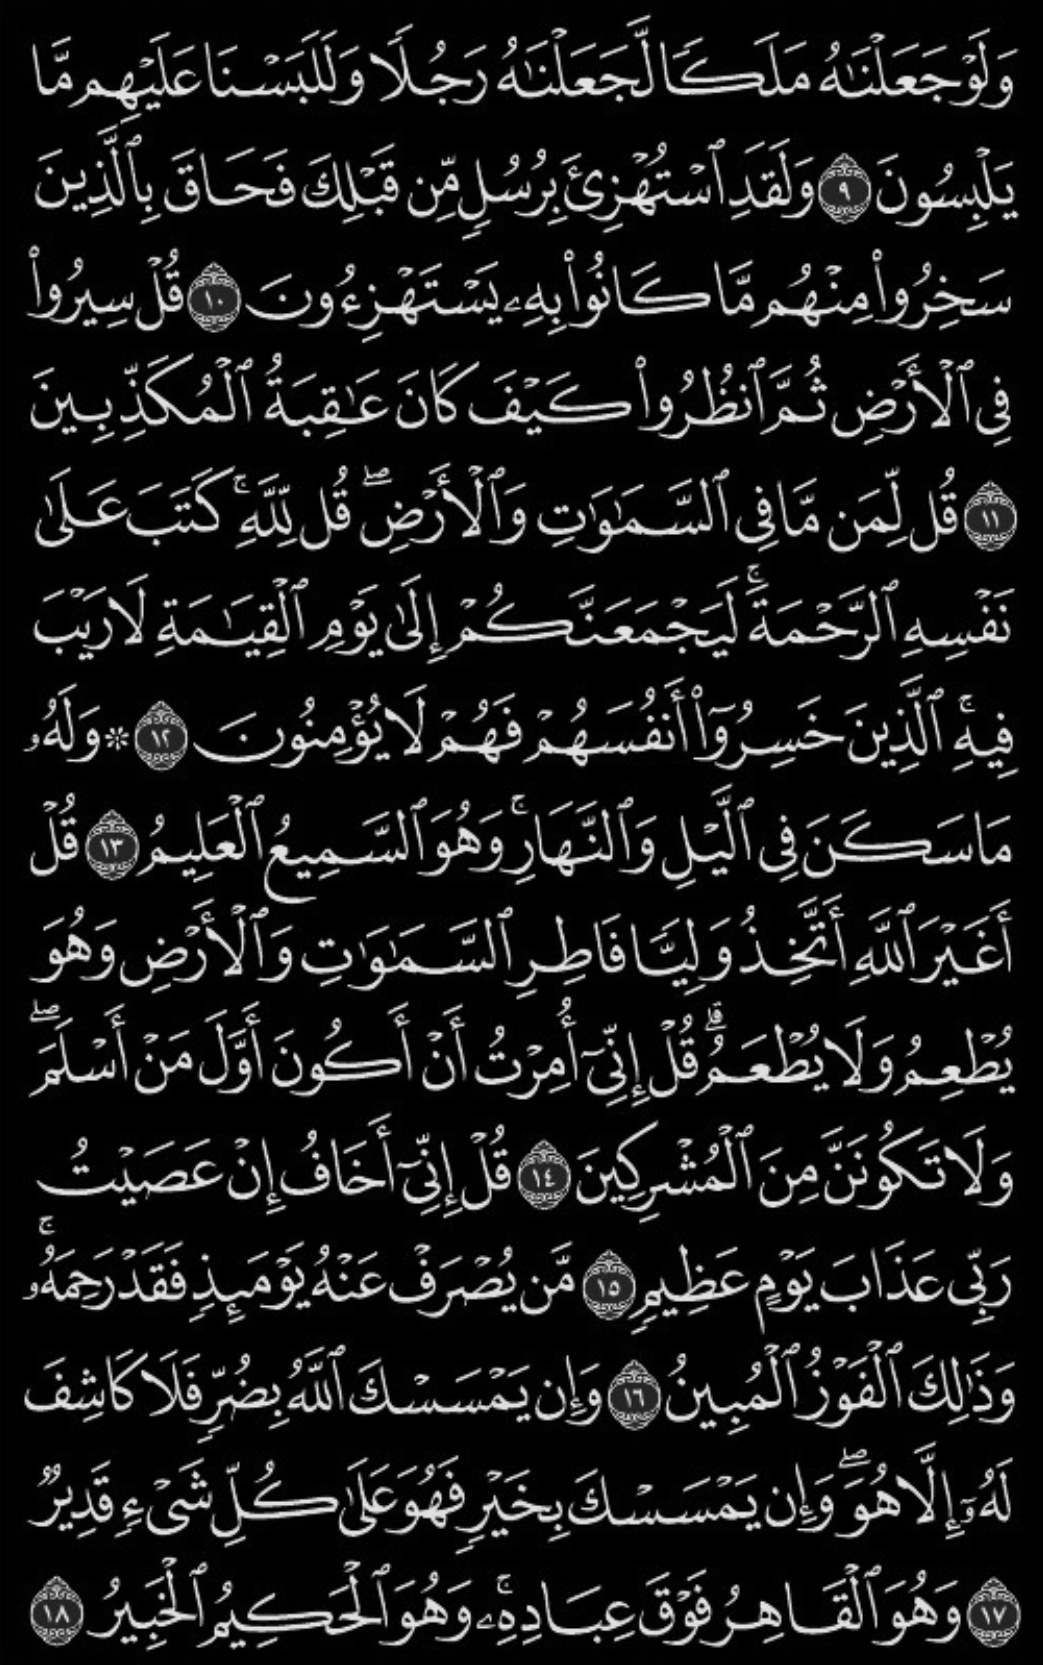 وَلَوْ جَعَلْنَٰهُ مَلَكًا لَّجَعَلْنَٰهُ رَجُلًا وَلَلَبَسْنَا عَلَيْهِم مَّا
يَلْبِسُونَ ٩ وَلَقَدِ ٱسْتُهْزِئَ بِرُسُلٍ مِّن قَبْلِكَ فَحَاقَ بِٱلَّذِينَ
سَخِرُوا۟ مِنْهُم مَّا كَانُوا۟ بِهِۦ يَسْتَهْزِءُونَ ١٠ قُلْ سِيرُوا۟
فِى ٱلْأَرْضِ ثُمَّ ٱنظُرُوا۟ كَيْفَ كَانَ عَٰقِبَةُ ٱلْمُكَذِّبِينَ
١١ قُل لِّمَن مَّا فِى ٱلسَّمَٰوَٰتِ وَٱلْأَرْضِ ۖ قُل لِّلَّهِ ۚ كَتَبَ عَلَىٰ
نَفْسِهِ ٱلرَّحْمَةَ ۚ لَيَجْمَعَنَّكُمْ إِلَىٰ يَوْمِ ٱلْقِيَٰمَةِ لَا رَيْبَ
فِيهِ ۚ ٱلَّذِينَ خَسِرُوٓا۟ أَنفُسَهُمْ فَهُمْ لَا يُؤْمِنُونَ ١٢ * وَلَهُۥ
مَا سَكَنَ فِى ٱلَّيْلِ وَٱلنَّهَارِ ۚ وَهُوَ ٱلسَّمِيعُ ٱلْعَلِيمُ ١٣ قُلْ
أَغَيْرَ ٱللَّهِ أَتَّخِذُ وَلِيًّا فَاطِرِ ٱلسَّمَٰوَٰتِ وَٱلْأَرْضِ وَهُوَ
يُطْعِمُ وَلَا يُطْعَمُ ۗ قُلْ إِنِّىٓ أُمِرْتُ أَنْ أَكُونَ أَوَّلَ مَنْ أَسْلَمَ ۖ
وَلَا تَكُونَنَّ مِنَ ٱلْمُشْرِكِينَ ١٤ قُلْ إِنِّىٓ أَخَافُ إِنْ عَصَيْتُ
رَبِّى عَذَابَ يَوْمٍ عَظِيمٍ ١٥ مَّن يُصْرَفْ عَنْهُ يَوْمَئِذٍ فَقَدْ رَحِمَهُۥ ۚ
وَذَٰلِكَ ٱلْفَوْزُ ٱلْمُبِينُ ١٦ وَإِن يَمْسَسْكَ ٱللَّهُ بِضُرٍّ فَلَا كَاشِفَ
لَهُۥٓ إِلَّا هُوَ ۖ وَإِن يَمْسَسْكَ بِخَيْرٍ فَهُوَ عَلَىٰ كُلِّ شَىْءٍ قَدِيرٌ
١٧ وَهُوَ ٱلْقَاهِرُ فَوْقَ عِبَادِهِۦ ۚ وَهُوَ ٱلْحَكِيمُ ٱلْخَبِيرُ ١٨